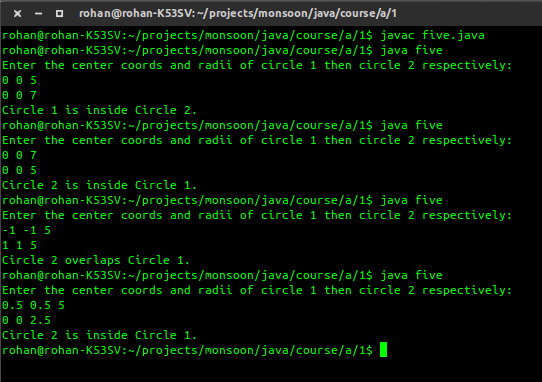 rohan@rohan-K53SV: ~/projects/monsoon/java/course/a/1
rohan@rohan-K53SV:~/projects/monsoon/java/course/a/1$ javac five.java
rohan@rohan-K53SV:~/projects/monsoon/java/course/a/1$ java five
Enter the center coords and radii of circle 1 then circle 2 respectively:
0 0 5
0 0 7
Circle 1 is inside Circle 2.
rohan@rohan-K53SV:~/projects/monsoon/java/course/a/1$ java five
Enter the center coords and radii of circle 1 then circle 2 respectively:
0 0 7
0 0 5
Circle 2 is inside Circle 1.
rohan@rohan-K53SV:~/projects/monsoon/java/course/a/1$ java five
Enter the center coords and radii of circle 1 then circle 2 respectively:
-1 -1 5
1 1 5
Circle 2 overlaps Circle 1.
rohan@rohan-K53SV:~/projects/monsoon/java/course/a/1$ java five
Enter the center coords and radii of circle 1 then circle 2 respectively:
0.5 0.5 5
0 0 2.5
Circle 2 is inside Circle 1.
rohan@rohan-K53SV:~/projects/monsoon/java/course/a/1$